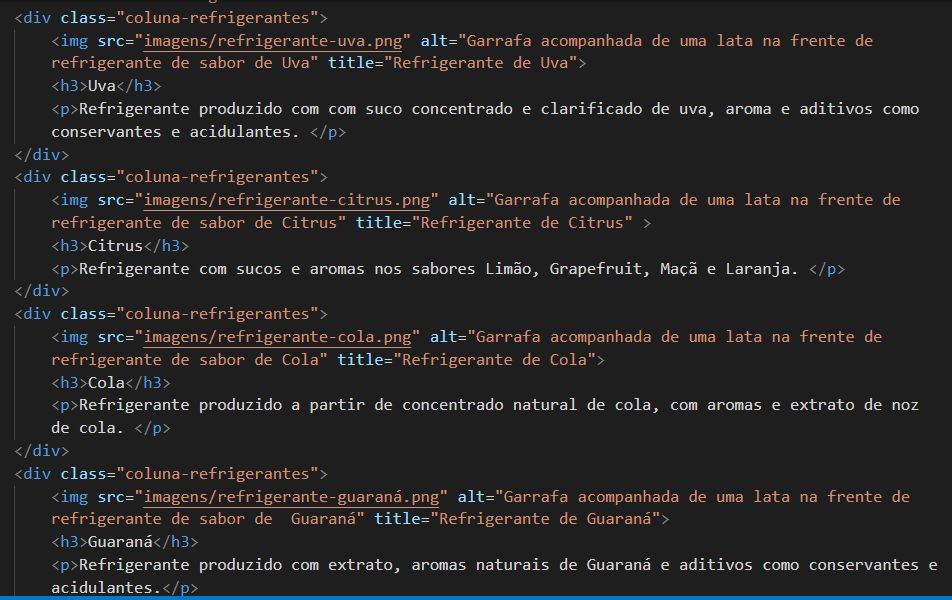 <div class="coluna-refrigerantes">
<img src="imagens/refrigerante-uva.png" alt="Garrafa acompanhada de uma lata na frente de
refrigerante de sabor de Uva" title="Refrigerante de Uva">
<h3>Uva</h3>
<p>Refrigerante produzido com com suco concentrado e clarificado de uva, aroma e aditivos como
conservantes e acidulantes. </p>
</div>
<div class="coluna-refrigerantes">
<img src="imagens/refrigerante-citrus.png" alt="Garrafa acompanhada de uma lata na frente de
refrigerante de sabor de Citrus" title="Refrigerante de Citrus" >
<h3>Citrus</h3>
<p>Refrigerante com sucos e aromas nos sabores Limão, Grapefruit, Maçã e Laranja. </p>
</div>
<div class="coluna-refrigerantes">
<img src="imagens/refrigerante-cola.png" alt="Garrafa acompanhada de uma lata na frente de
refrigerante de sabor de Cola" title="Refrigerante de Cola">
<h3>Cola</h3>
<p>Refrigerante produzido a partir de concentrado natural de cola, com aromas e extrato de noz
de cola. </p>
</div>
<div class="coluna-refrigerantes">
<img src="imagens/refrigerante-guaraná.png" alt="Garrafa acompanhada de uma lata na frente de
refrigerante de sabor de  Guaraná" title="Refrigerante de Guaraná">
<h3>Guaraná</h3>
<p>Refrigerante produzido com extrato, aromas naturais de Guaraná e aditivos como conservantes e
acidulantes.</p>